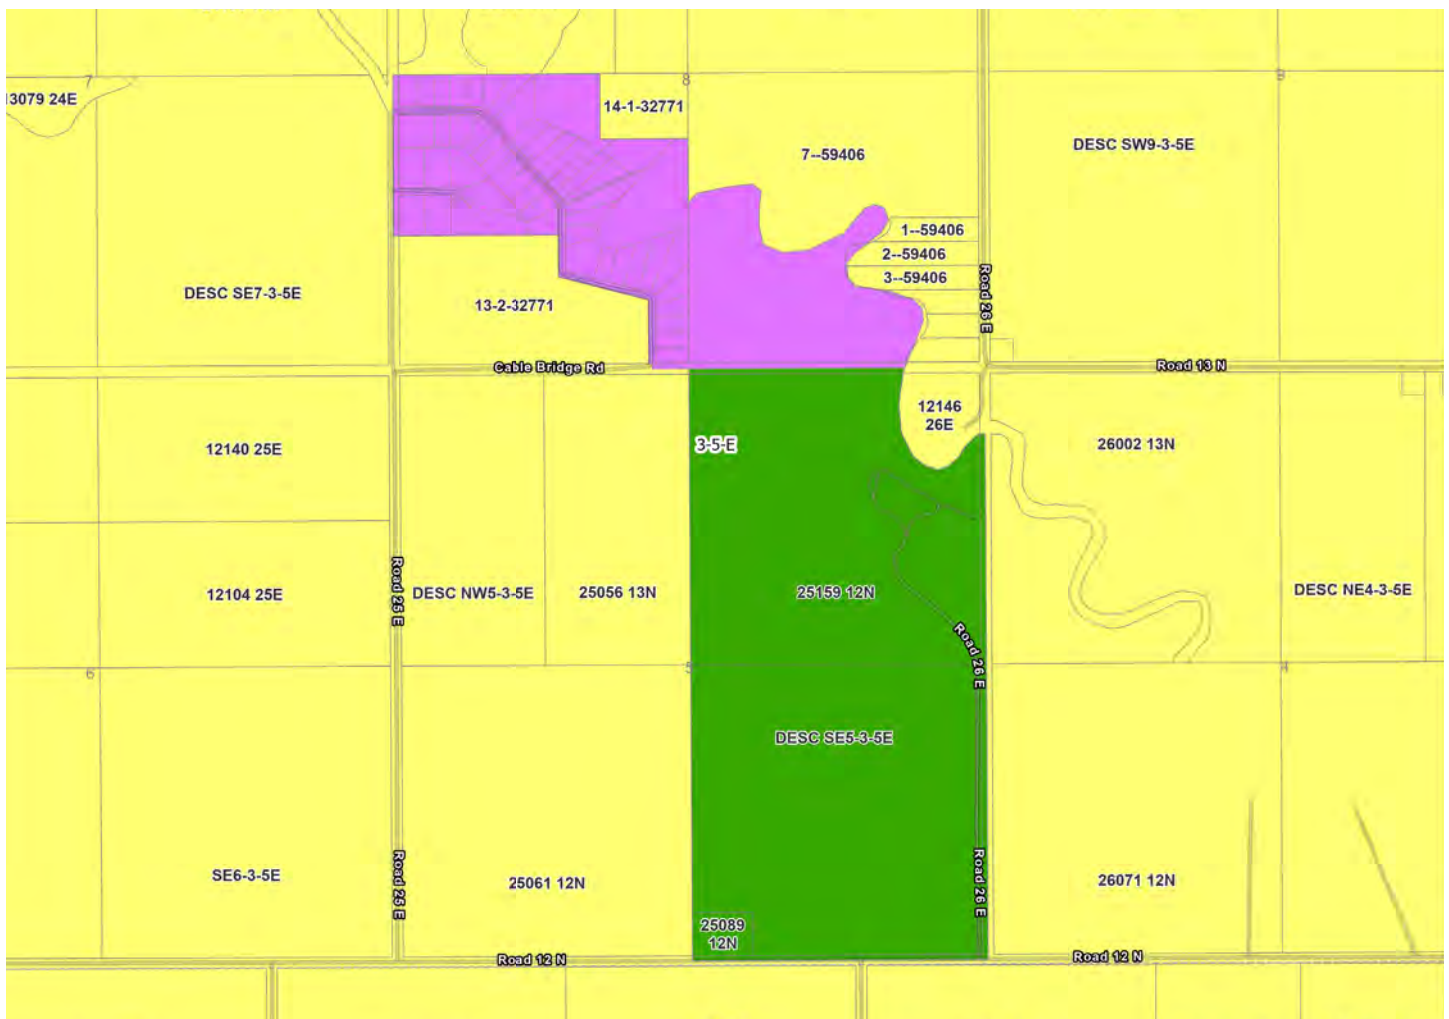 7
8
9
13079 24E
14-1-32771
7--59406
DESC SW9-3-5E
1--59406
2--59406
3--59406
Road 26 E
DESC SE7-3-5E
13-2-32771
Cable Bridge Rd
Road 13 N
12146
26E
3-5-E
12140 25E
26002 13N
Road 25 E
12104 25E
DESC NW5-3-5E
25056 13N
25159 12N
DESC NE4-3-5E
Road 26 E
6
5
4
DESC SE5-3-5E
SE6-3-5E
Road 25 E
25061 12N
Road 26 E
26071 12N
25089
12N
Road 12 N
Road 12 N